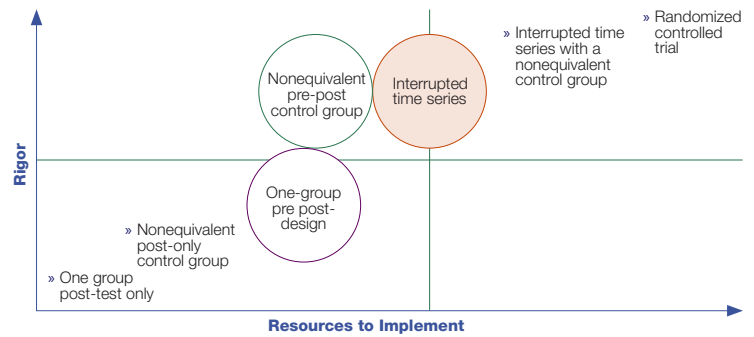 » Randomized
controlled
trial
» Interrupted time
series with a
nonequivalent
control group
Nonequivalent
pre-post
control group
Interrupted
time series
Rigor
One-group
pre post-
design
» Nonequivalent
post-only
control group
» One group
post-test only
Resources to Implement